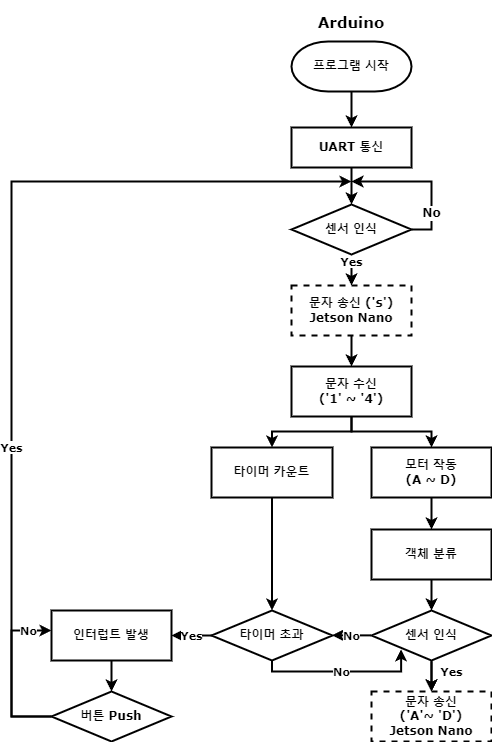 Arduino
프로그램 시작
UART 통신
센서 인식
No
Yes
문자 송신 ('s')
Jetson Nano
문자 수신
('1' ~ '4')
타이머 카운트
모터 작동
(A ~ D)
객체 분류
Yes
No
인터럽트 발생
Yes
타이머 초과
No
센서 인식
No
Yes
버튼 Push
문자 송신
('A'~ 'D')
Jetson Nano